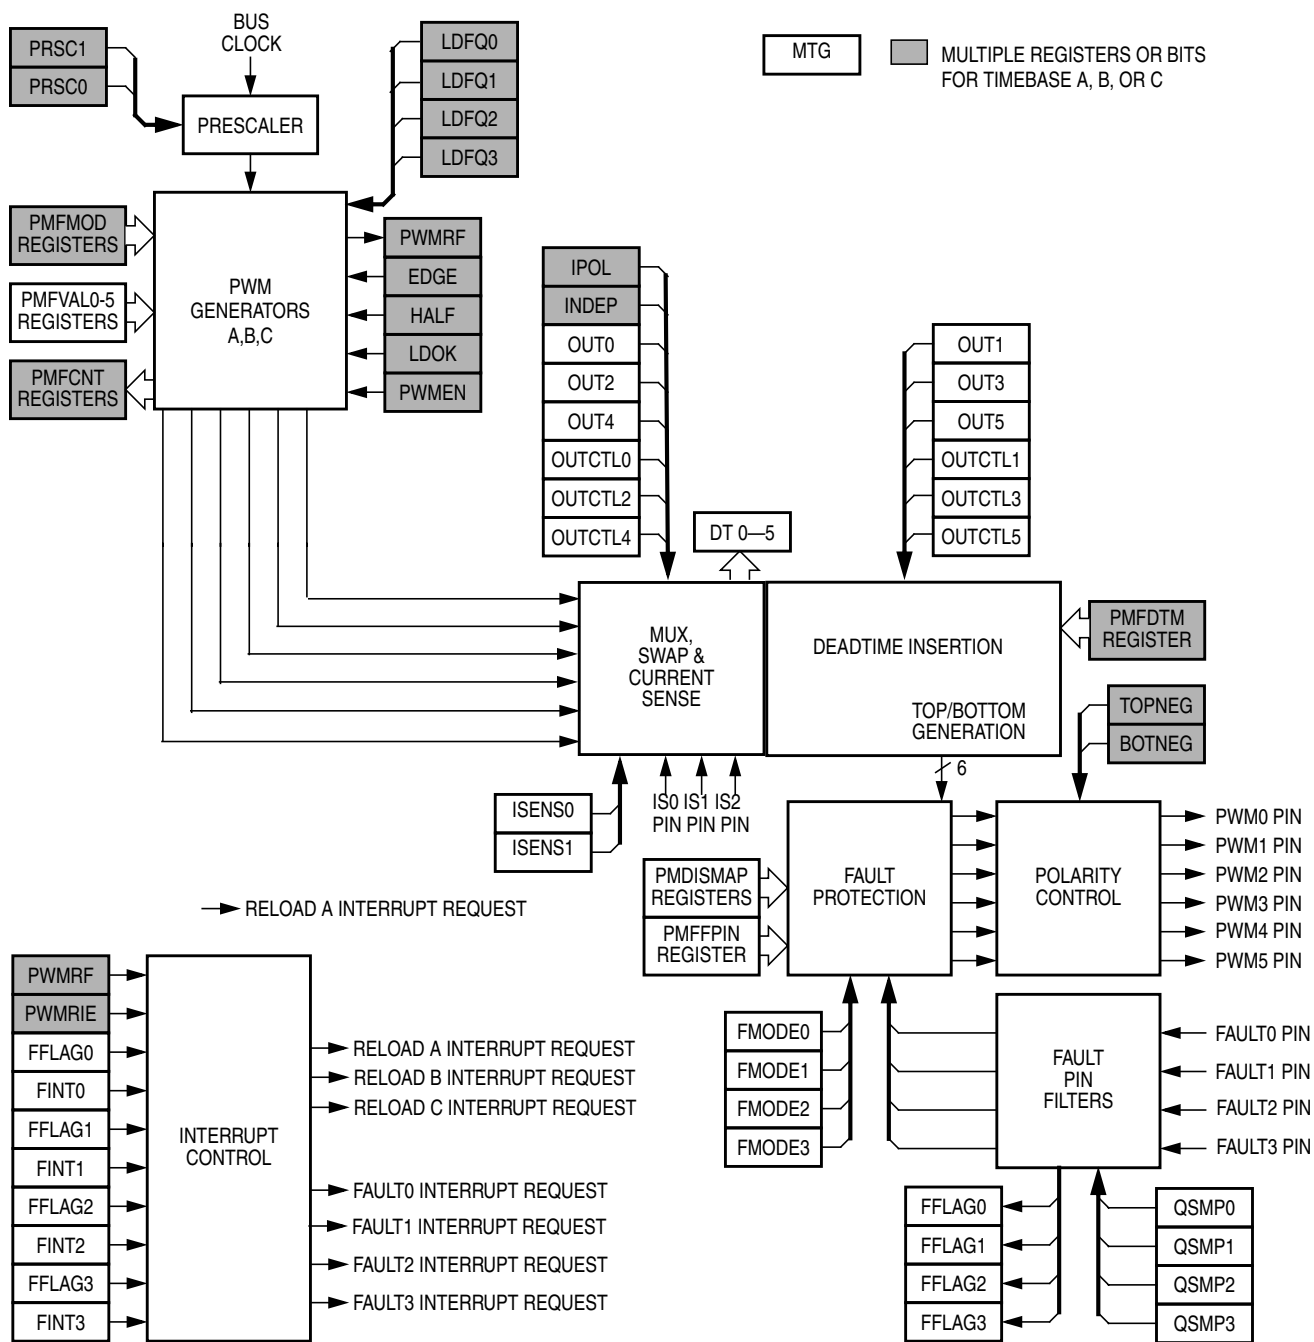 PRSC1
PRSC0
BUS
CLOCK
PRESCALER
LDFQ0
LDFQ1
LDFQ2
LDFQ3
MTG
MULTIPLE REGISTERS OR BITS
FOR TIMEBASE A, B, OR C
PMFMOD
REGISTERS
PMFVAL0-5
REGISTERS
PMFCNT
REGISTERS
PWM
GENERATORS
A,B,C
PWMRF
EDGE
HALF
LDOK
PWMEN
IPOL
INDEP
OUT0
OUT2
OUT4
OUTCTL0
OUTCTL2
OUTCTL4
DT 0—5
OUT1
OUT3
OUT5
OUTCTL1
OUTCTL3
OUTCTL5
MUX,
SWAP &
CURRENT
SENSE
DEADTIME INSERTION
TOP/BOTTOM
GENERATION
PMFDTM
REGISTER
TOPNEG
BOTNEG
6
ISENS0
ISENS1
IS0 IS1 IS2
PIN PIN PIN
PMDISMAP
REGISTERS
PMFFPIN
REGISTER
FAULT
PROTECTION
POLARITY
CONTROL
PWM0 PIN
PWM1 PIN
PWM2 PIN
PWM3 PIN
PWM4 PIN
PWM5 PIN
RELOAD A INTERRUPT REQUEST
PWMRF
PWMRIE
FFLAG0
FINT0
FFLAG1
FINT1
FFLAG2
FINT2
FFLAG3
FINT3
INTERRUPT
CONTROL
RELOAD A INTERRUPT REQUEST
RELOAD B INTERRUPT REQUEST
RELOAD C INTERRUPT REQUEST
FAULT0 INTERRUPT REQUEST
FAULT1 INTERRUPT REQUEST
FAULT2 INTERRUPT REQUEST
FAULT3 INTERRUPT REQUEST
FMODE0
FMODE1
FMODE2
FMODE3
FAULT
PIN
FILTERS
FAULT0 PIN
FAULT1 PIN
FAULT2 PIN
FAULT3 PIN
FFLAG0
FFLAG1
FFLAG2
FFLAG3
QSMP0
QSMP1
QSMP2
QSMP3